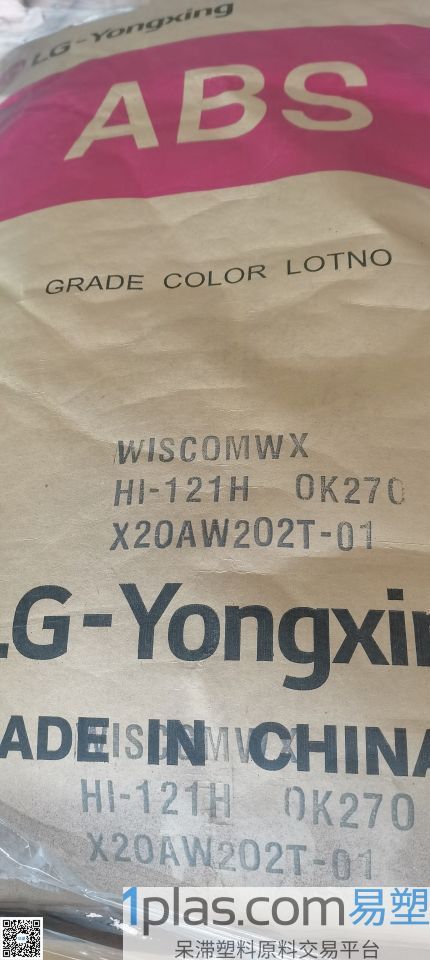 LG-Yongxing
ABS
GRADE COLOR LOTNO
WISCOMWX
HI-121H 0K270
X20AW202T-01
LG-Yongxin
ADE IN CHINA
WISCOMWX
HI-121H 0K270
X20AW202T-01
1plas.com易塑
呆滞塑料原料交易平台